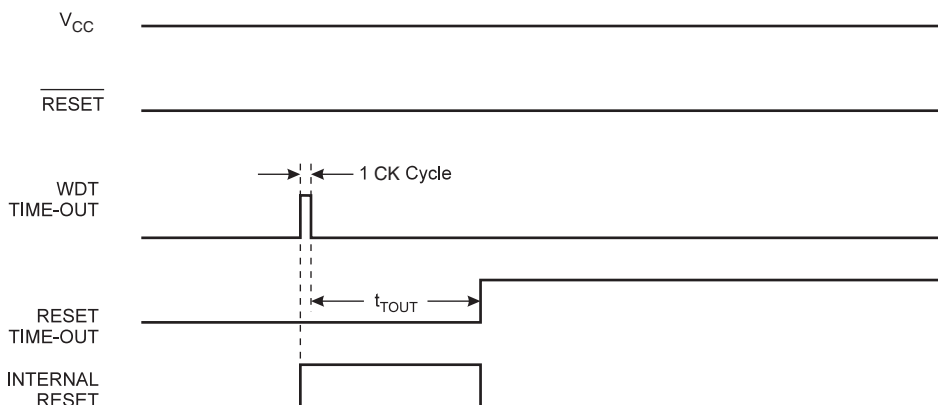 VCC
RESET
1 CK Cycle
WDT
TIME-OUT
tTOUT
RESET
TIME-OUT
INTERNAL
RESET